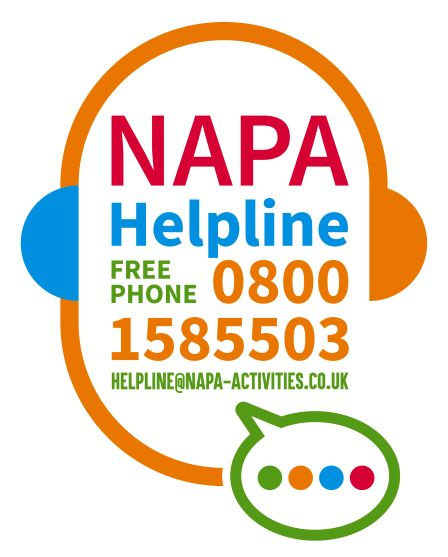 NAPA
Helpline
FREE PHONE 0800
1585503
HELPLINE@NAPA-ACTIVITIES.CO.UK